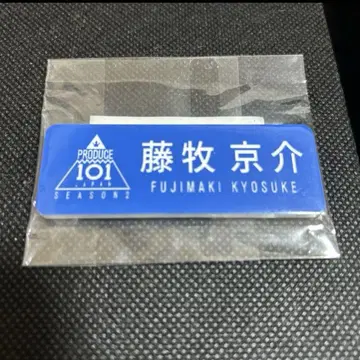 PRODUCE
101
JAPAN
SEASON2
藤牧 京介
FUJIMAKI KYOSUKE